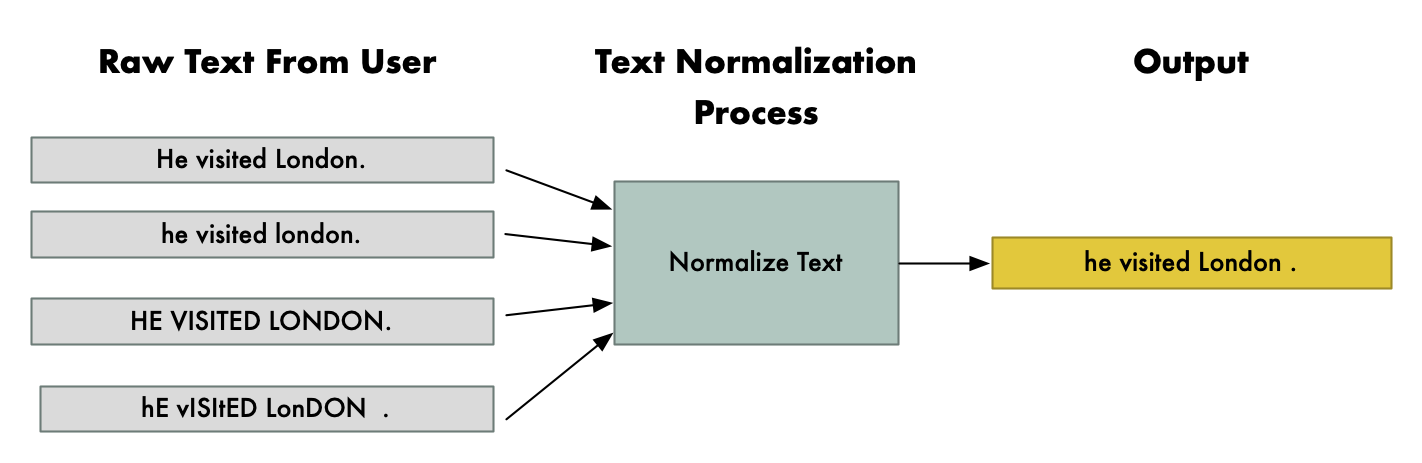 Raw Text From User
Text Normalization
Process
Output
He visited London.
he visited london.
HE VISITED LONDON.
hE vISItED LonDON  .
Normalize Text
he visited London .